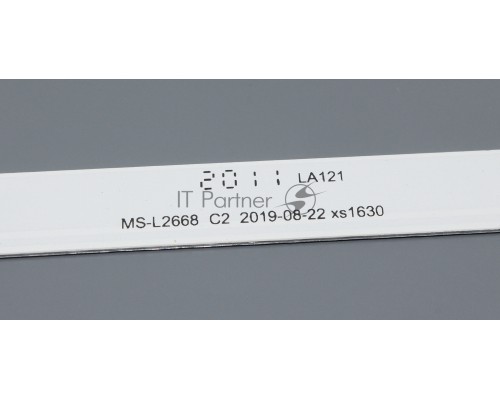 2011 LA121
IT Partner
MS-L2668 C2 2019-08-22 xs1630